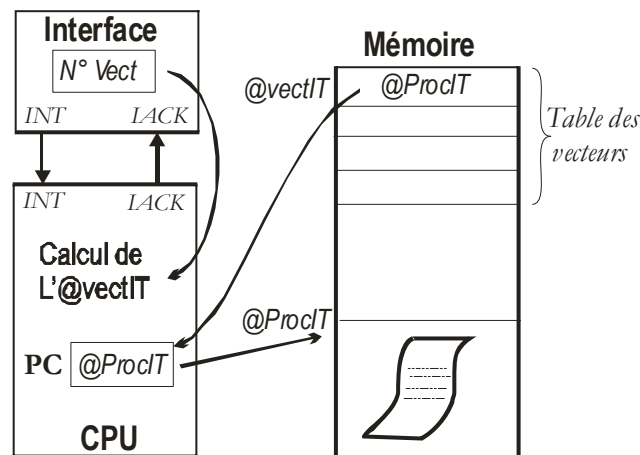 Interface
N° Vect
INT IACK
INT IACK
Calcul de
L'@vectIT
PC @ProcIT
CPU
Mémoire
@vectIT @ProcIT
Table des
vecteurs
@ProcIT